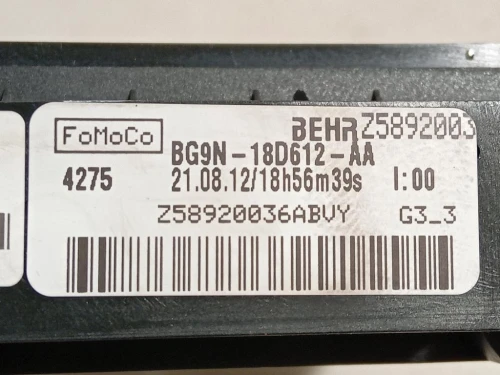 FoMoCo BEHR Z5892003
BG9N-18D612-AA
4275 21.08.12/18h56m39s I:00
Z58920036ABVY G3_3